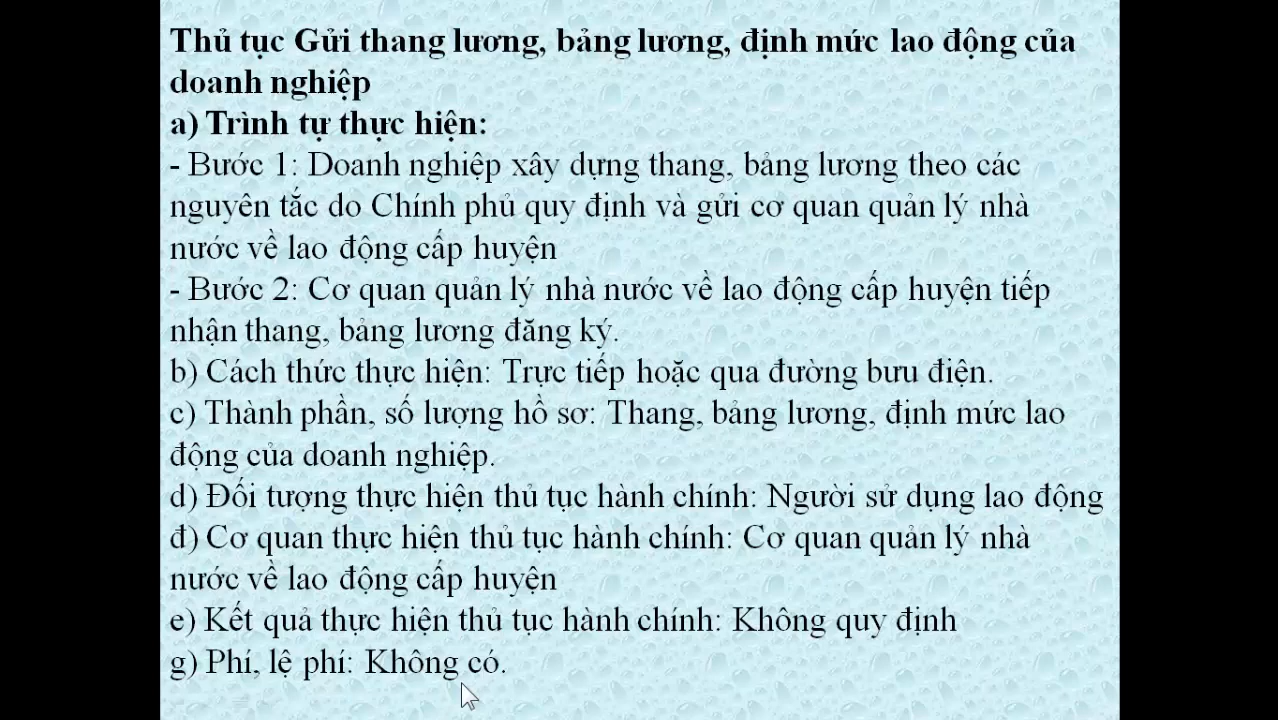 Thủ tục Gửi thang lương, bảng lương, định mức lao động của
doanh nghiệp
a) Trình tự thực hiện:
- Bước 1: Doanh nghiệp xây dựng thang, bảng lương theo các
nguyên tắc do Chính phủ quy định và gửi cơ quan quản lý nhà
nước về lao động cấp huyện
- Bước 2: Cơ quan quản lý nhà nước về lao động cấp huyện tiếp
nhận thang, bảng lương đăng ký.
b) Cách thức thực hiện: Trực tiếp hoặc qua đường bưu điện.
c) Thành phần, số lượng hồ sơ: Thang, bảng lương, định mức lao
động của doanh nghiệp.
d) Đối tượng thực hiện thủ tục hành chính: Người sử dụng lao động
đ) Cơ quan thực hiện thủ tục hành chính: Cơ quan quản lý nhà
nước về lao động cấp huyện
e) Kết quả thực hiện thủ tục hành chính: Không quy định
g) Phí, lệ phí: Không có.